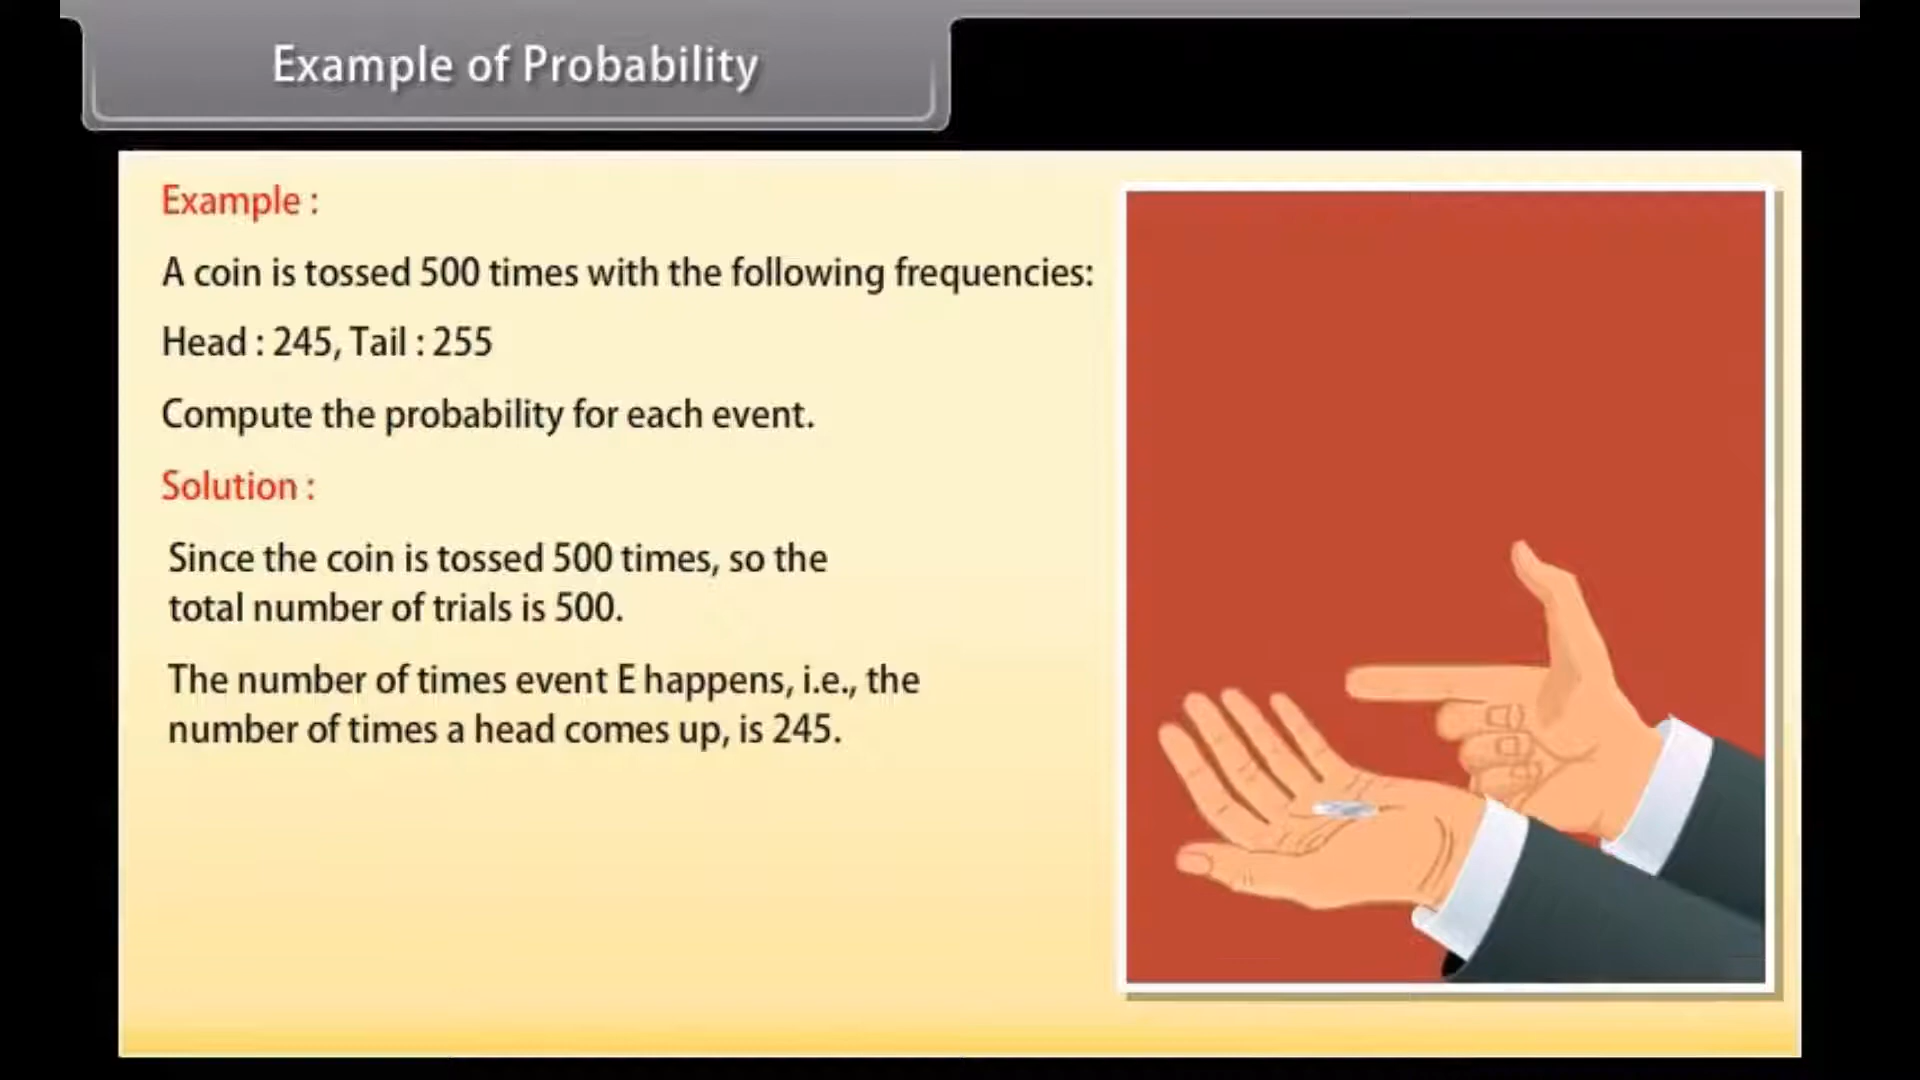 Example of Probability
Example :
A coin is tossed 500 times with the following frequencies:
Head : 245, Tail : 255
Compute the probability for each event.
Solution :
Since the coin is tossed 500 times, so the
total number of trials is 500.
The number of times event E happens, i.e., the
number of times a head comes up, is 245.